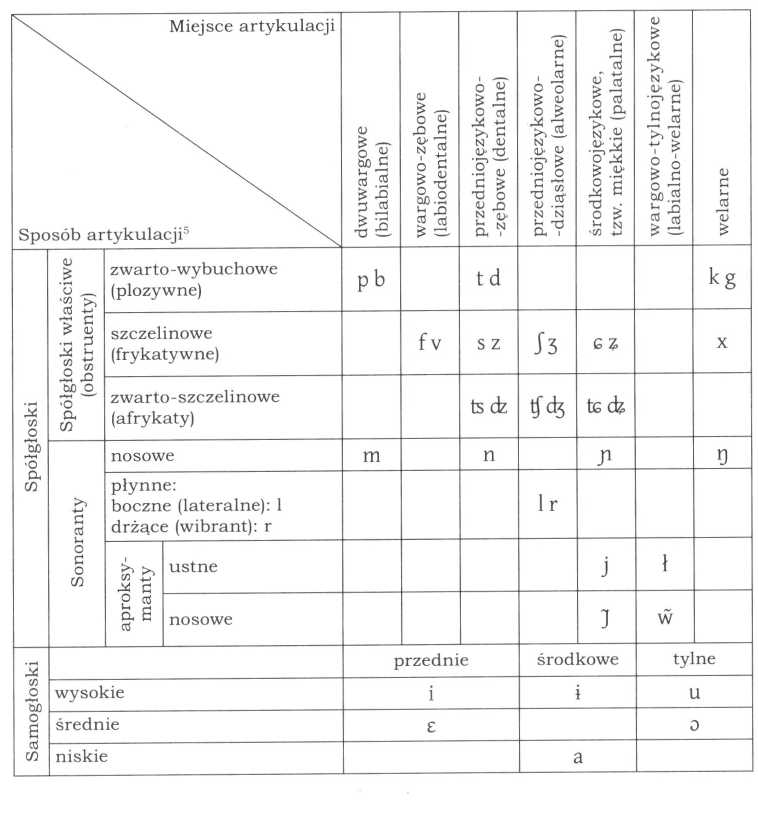 Miejsce artykulacji
Sposób artykulacji⁵
dwuwargowe
(bilabialne)
wargowo-zębowe
(labiodentalne)
przedniojęzykowo-
-zębowe (dentalne)
przedniojęzykowo-
-dziąsłowe (alweolarne)
środkowojęzykowe,
tzw. miękkie (palatalne)
wargowo-tylnojęzykowe
(labialno-welarne)
welarne
Spółgłoski
Spółgłoski właściwe
(obstruenty)
zwarto-wybuchowe
(plozywne)
p b
t d
k g
szczelinowe
(frykatywne)
f v
s z
ʃ ʒ
ɕ ʑ
x
zwarto-szczelinowe
(afrykaty)
ʦ ʣ
ʧ ʤ
ʨ ʥ
Sonoranty
nosowe
m
n
ɲ
ŋ
płynne:
boczne (lateralne): l
drżące (wibrant): r
l r
aproksy-
manty
ustne
j
ł
nosowe
w̃
Samogłoski
przednie
środkowe
tylne
wysokie
i
ɨ
u
średnie
ɛ
ɔ
niskie
a